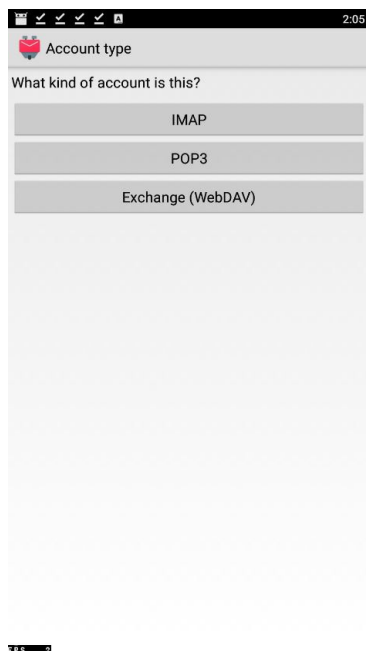 2:05
Account type
What kind of account is this?
IMAP
POP3
Exchange (WebDAV)